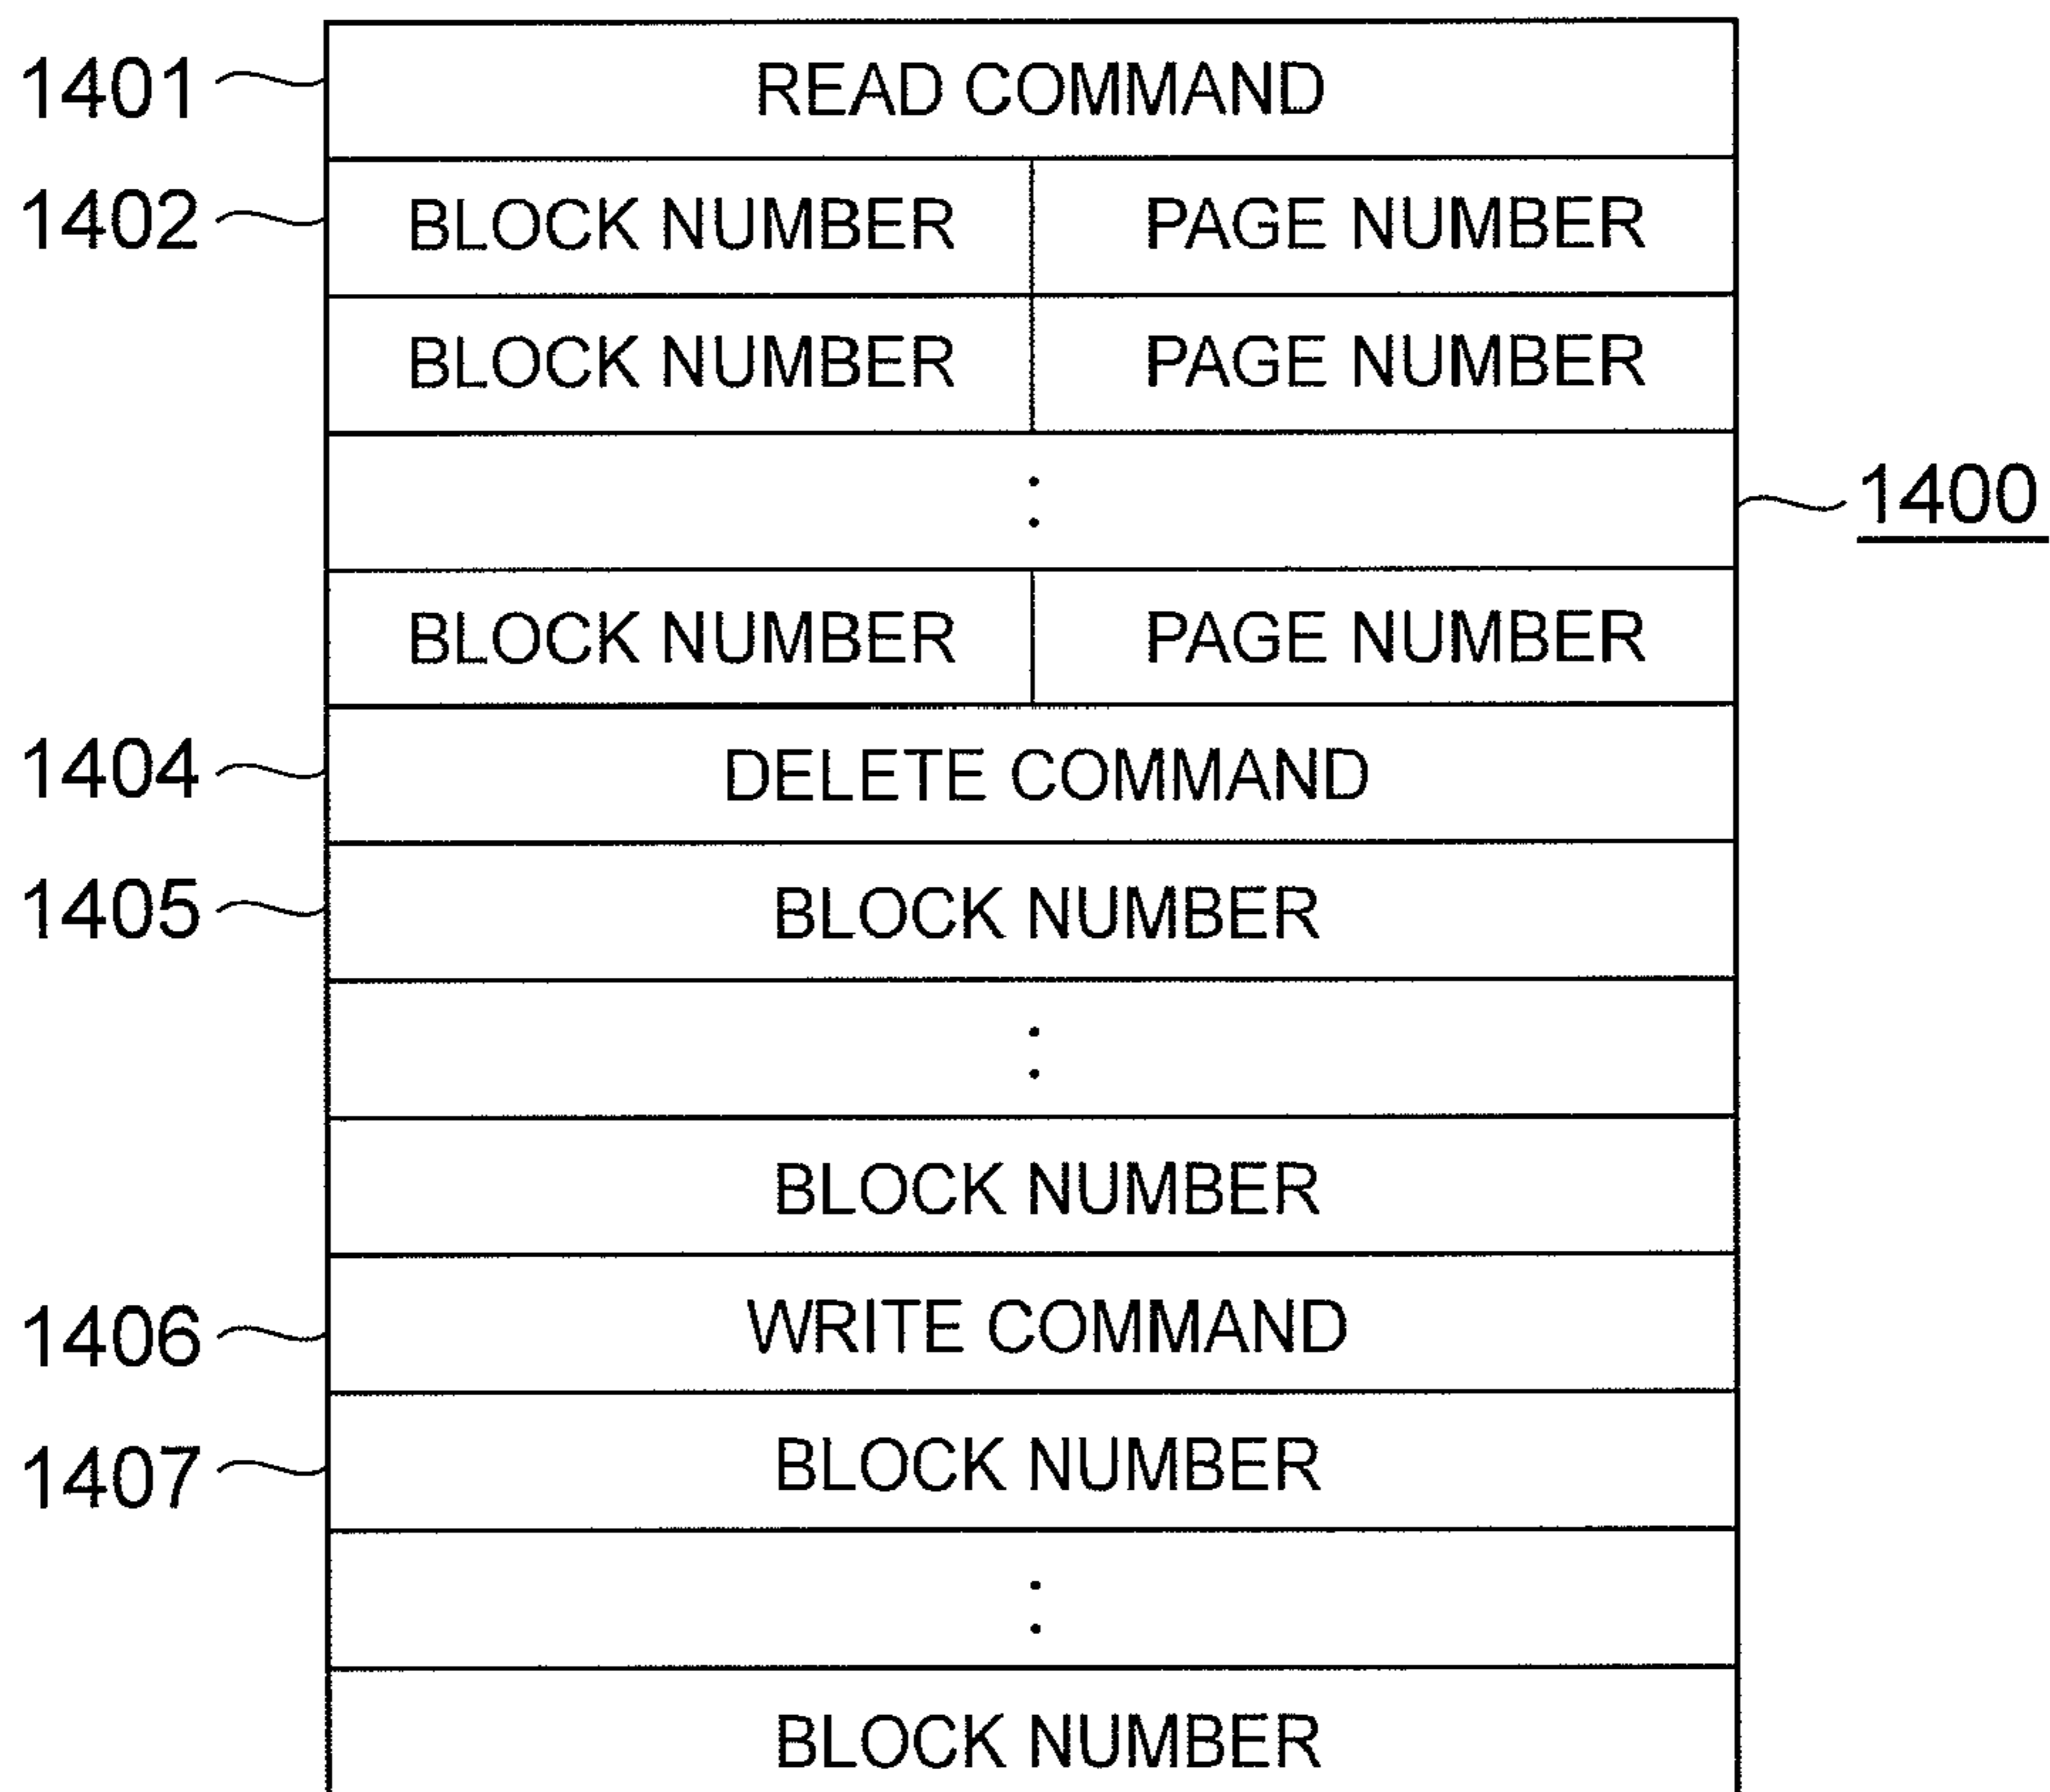 1401 READ COMMAND
1402 BLOCK NUMBER PAGE NUMBER
BLOCK NUMBER PAGE NUMBER
:
1400
BLOCK NUMBER PAGE NUMBER
1404 DELETE COMMAND
1405 BLOCK NUMBER
:
BLOCK NUMBER
1406 WRITE COMMAND
1407 BLOCK NUMBER
:
BLOCK NUMBER